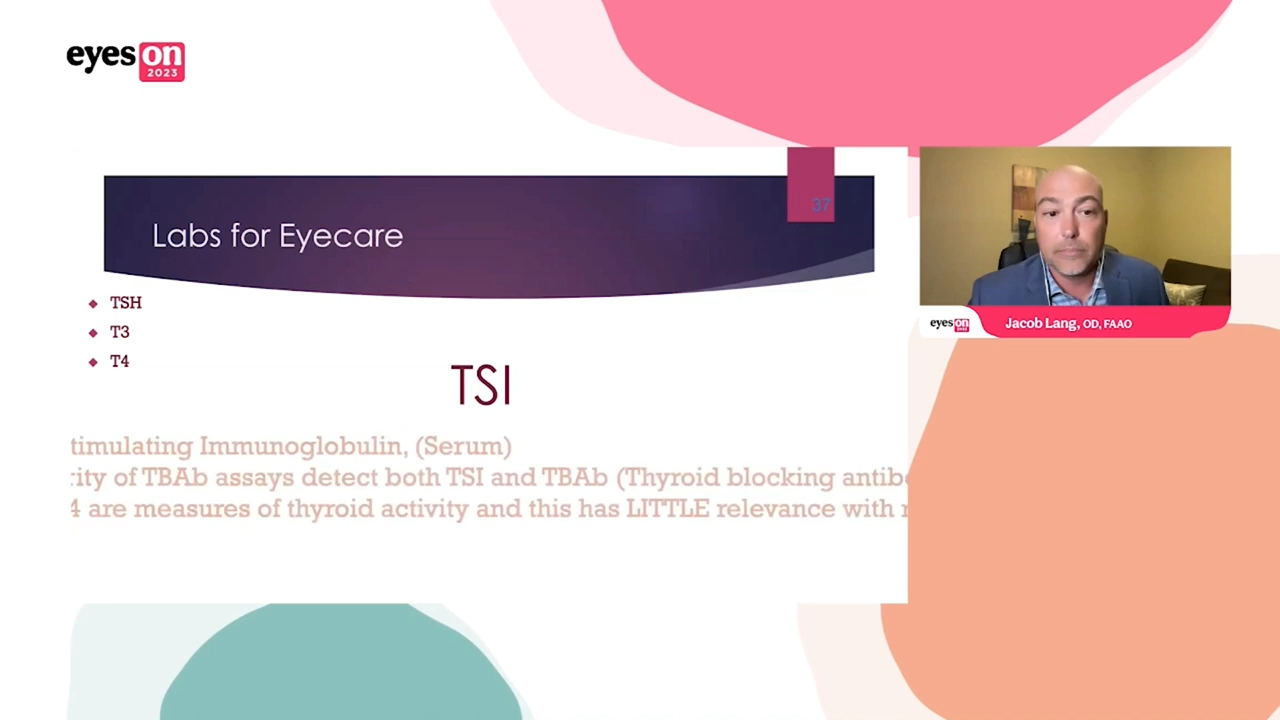 eyes on
2023
37
Labs for Eyecare
TSH
T3
T4
TSI
timulating Immunoglobulin, (Serum)
rity of TBAb assays detect both TSI and TBAb (Thyroid blocking antib
4 are measures of thyroid activity and this has LITTLE relevance with
eyes on
Jacob Lang, OD, FAAO